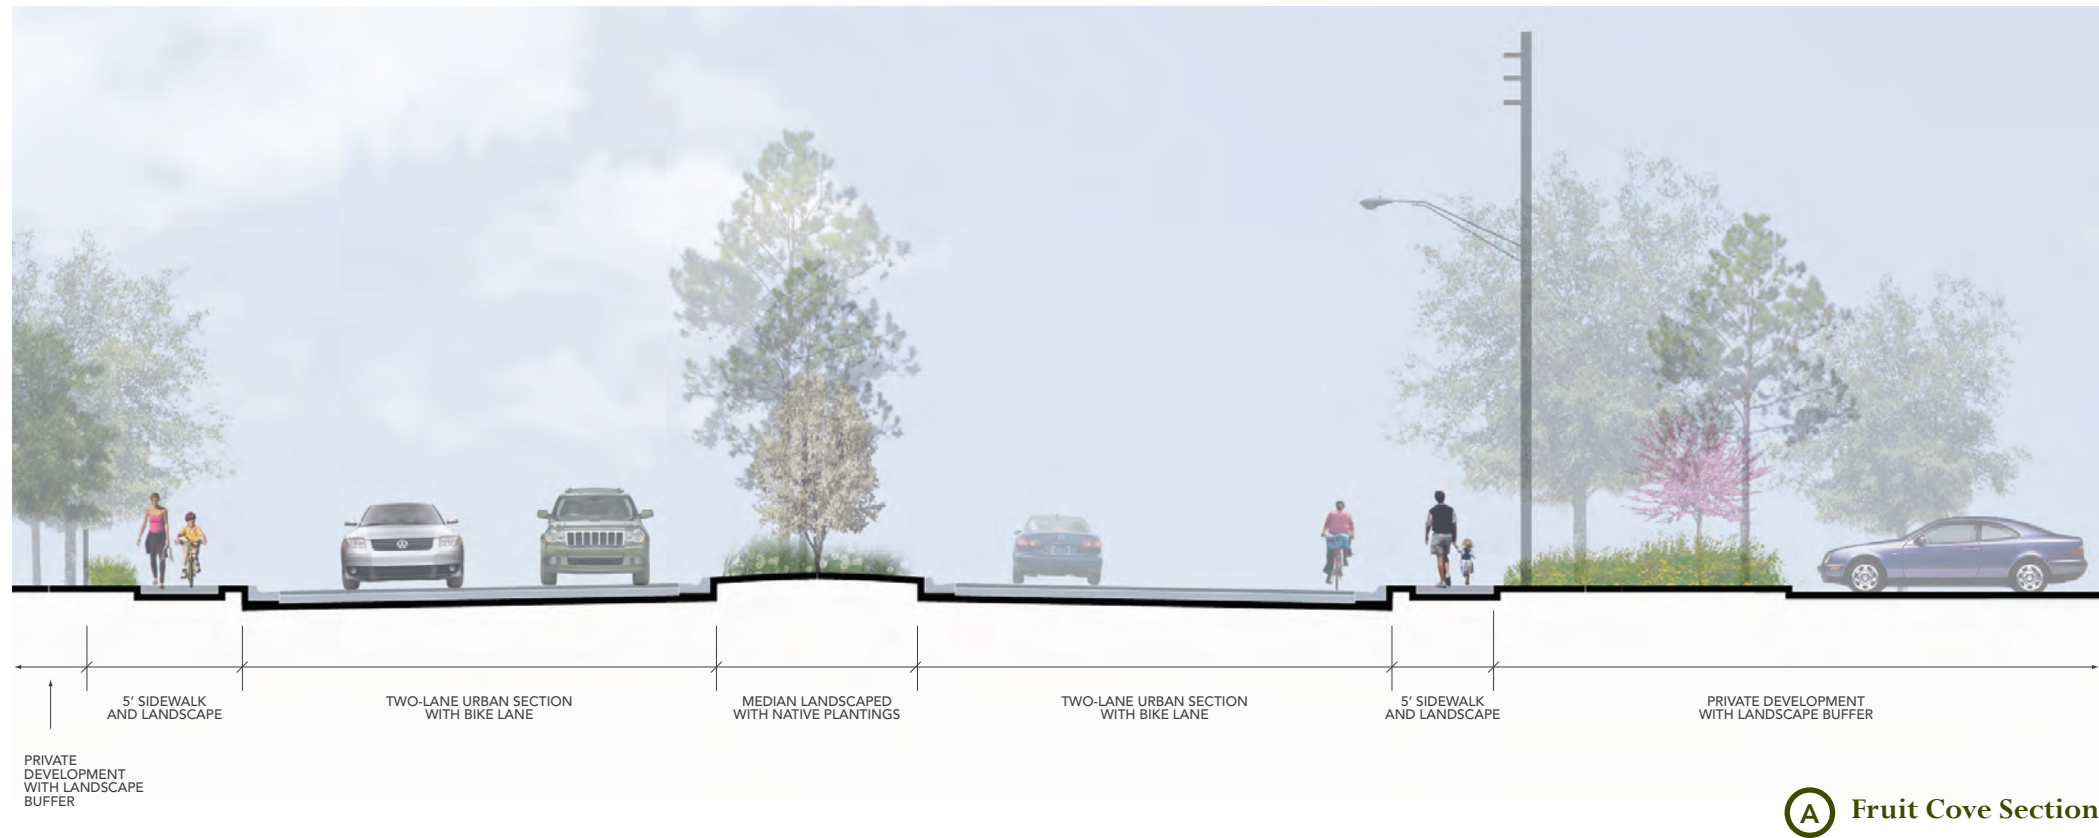 5’ SIDEWALK
AND LANDSCAPE
TWO-LANE URBAN SECTION
WITH BIKE LANE
MEDIAN LANDSCAPED
WITH NATIVE PLANTINGS
TWO-LANE URBAN SECTION
WITH BIKE LANE
5’ SIDEWALK
AND LANDSCAPE
PRIVATE DEVELOPMENT
WITH LANDSCAPE BUFFER
PRIVATE
DEVELOPMENT
WITH LANDSCAPE
BUFFER
A Fruit Cove Section